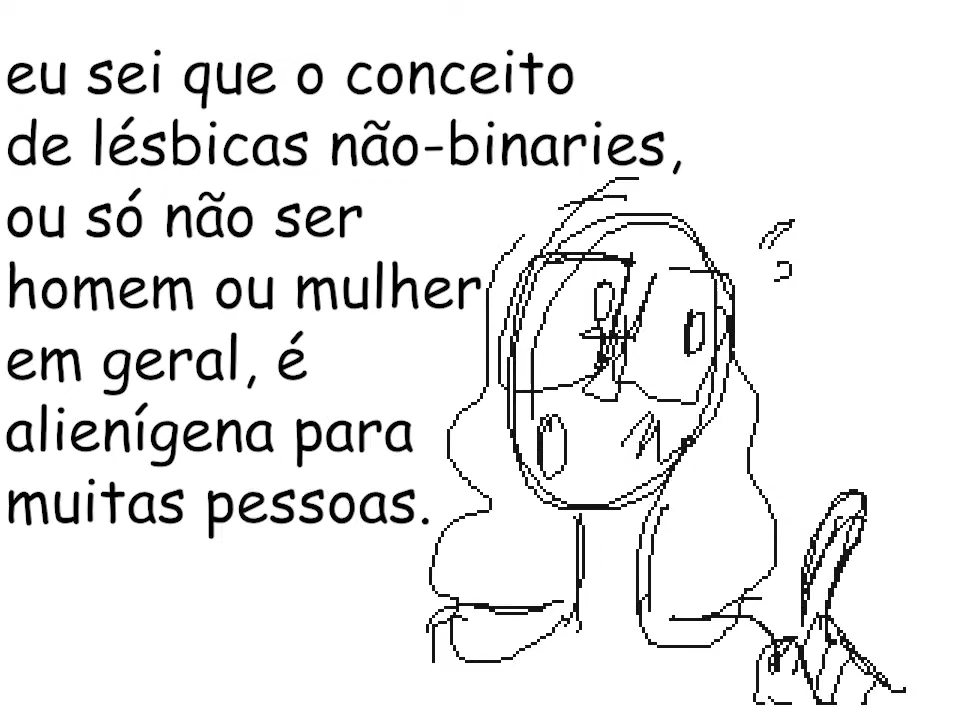 eu sei que o conceito
de lésbicas não-binaries,
ou só não ser
homem ou mulher
em geral, é
alienígena para
muitas pessoas.